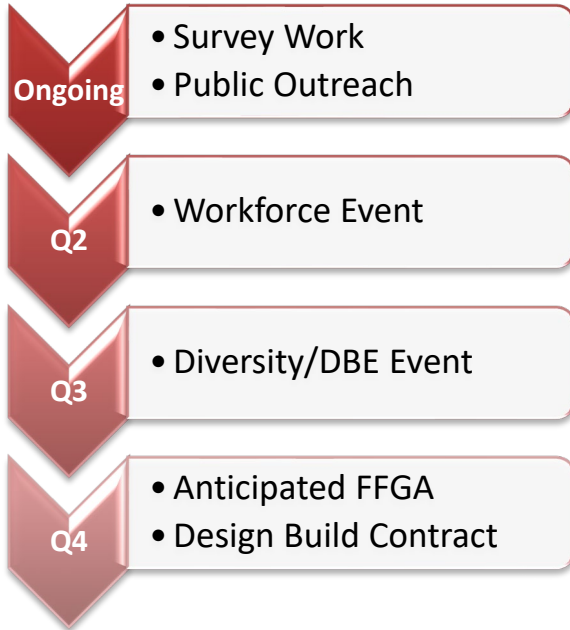 Ongoing
• Survey Work
• Public Outreach
Q2
• Workforce Event
Q3
• Diversity/DBE Event
Q4
• Anticipated FFGA
• Design Build Contract